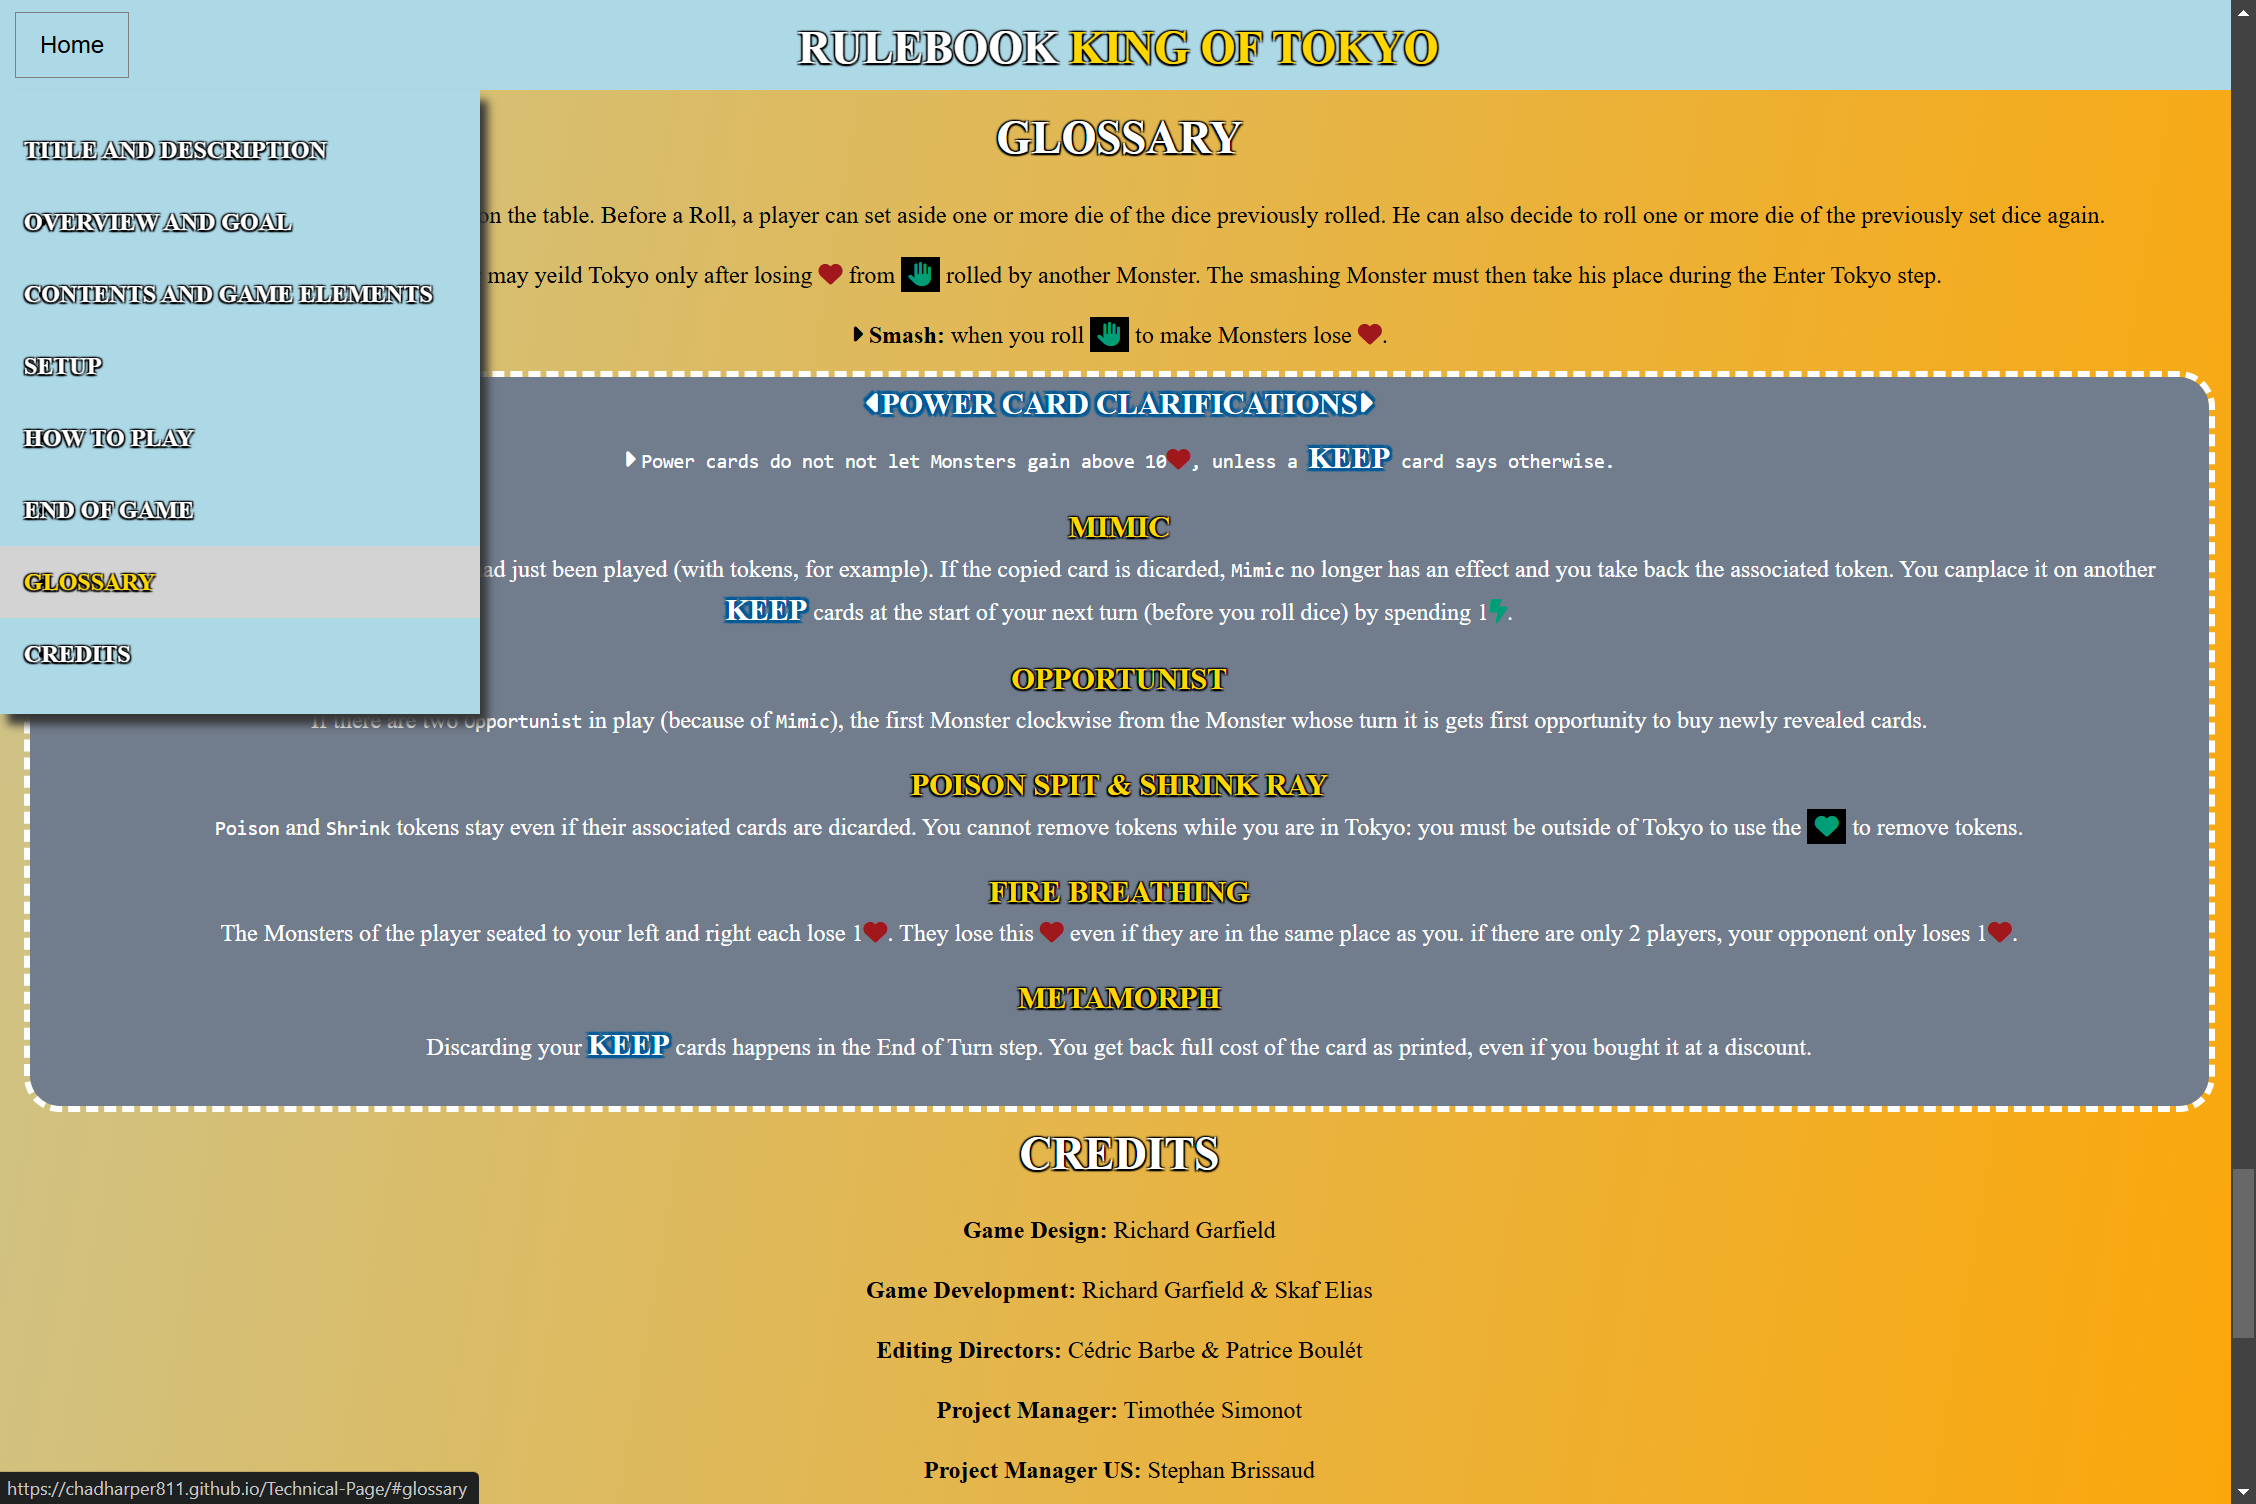 Home
RULEBOOK KING OF TOKYO
TITLE AND DESCRIPTION
OVERVIEW AND GOAL
CONTENTS AND GAME ELEMENTS
SETUP
HOW TO PLAY
END OF GAME
GLOSSARY
CREDITS
GLOSSARY
on the table. Before a Roll, a player can set aside one or more die of the dice previously rolled. He can also decide to roll one or more die of the previously set dice again.
may yeild Tokyo only after losing from rolled by another Monster. The smashing Monster must then take his place during the Enter Tokyo step.
Smash: when you roll to make Monsters lose .
POWER CARD CLARIFICATIONS
Power cards do not not let Monsters gain above 10, unless a KEEP card says otherwise.
MIMIC
just been played (with tokens, for example). If the copied card is dicarded, Mimic no longer has an effect and you take back the associated token. You canplace it on another
KEEP cards at the start of your next turn (before you roll dice) by spending 1.
OPPORTUNIST
If there are two Opportunist in play (because of Mimic), the first Monster clockwise from the Monster whose turn it is gets first opportunity to buy newly revealed cards.
POISON SPIT & SHRINK RAY
Poison and Shrink tokens stay even if their associated cards are dicarded. You cannot remove tokens while you are in Tokyo: you must be outside of Tokyo to use the to remove tokens.
FIRE BREATHING
The Monsters of the player seated to your left and right each lose 1. They lose this even if they are in the same place as you. if there are only 2 players, your opponent only loses 1.
METAMORPH
Discarding your KEEP cards happens in the End of Turn step. You get back full cost of the card as printed, even if you bought it at a discount.
CREDITS
Game Design: Richard Garfield
Game Development: Richard Garfield & Skaf Elias
Editing Directors: Cédric Barbe & Patrice Boulét
Project Manager: Timothée Simonot
Project Manager US: Stephan Brissaud
https://chadharper811.github.io/Technical-Page/#glossary